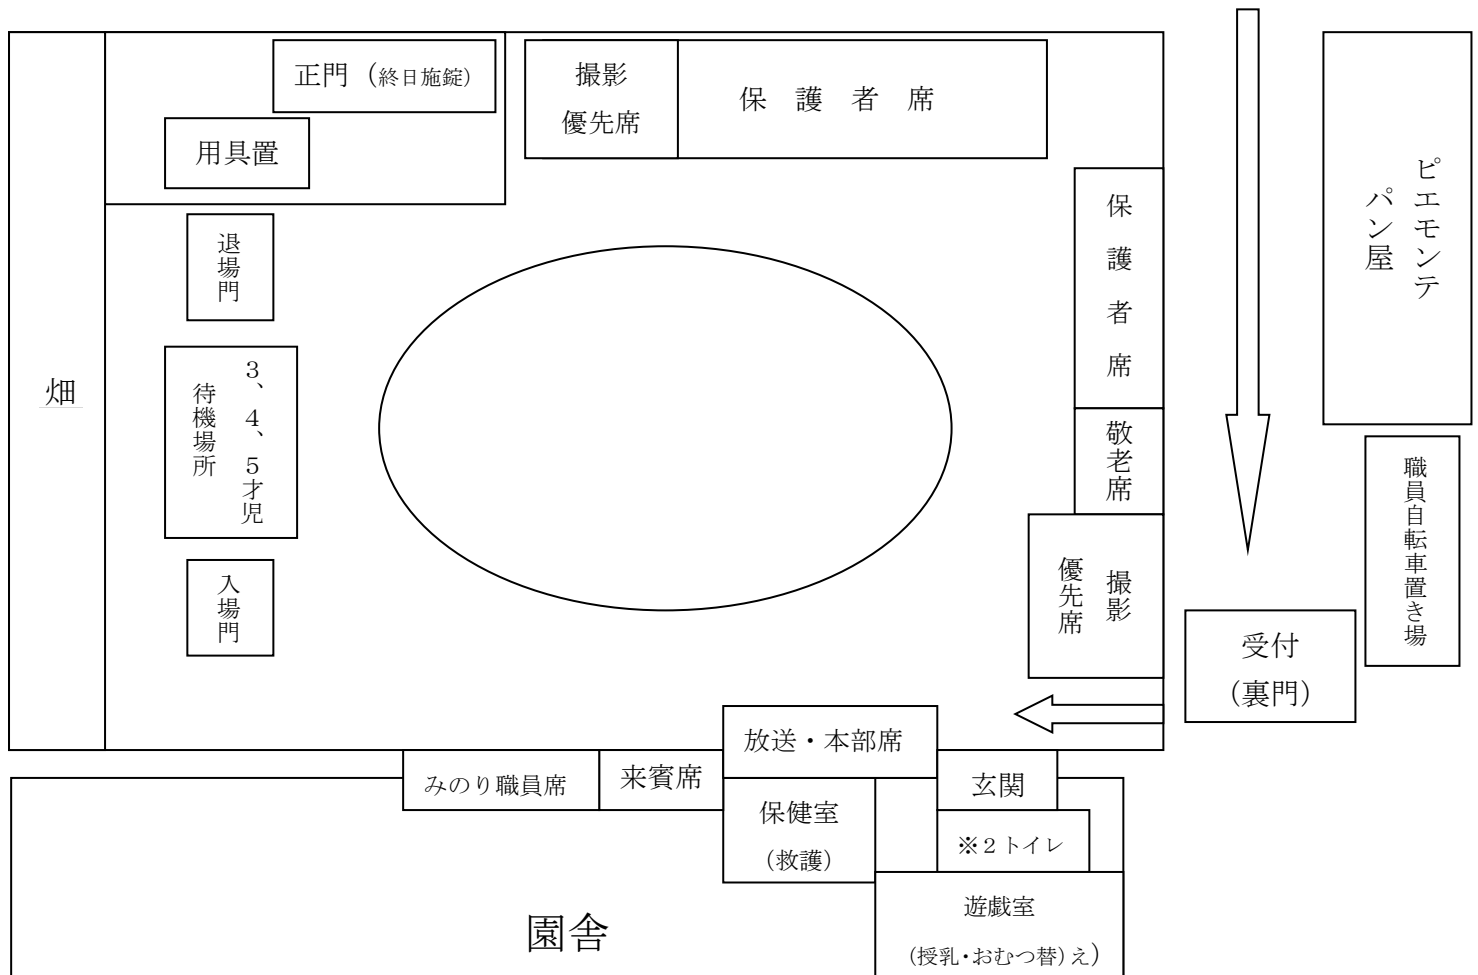 正門（終日施錠）
撮影
優先席
保護者席
用具置
ピエモンテ
パン屋
保護者席
退場門
畑
3、4、5才児
待機場所
敬老席
職員自転車置き場
撮影
優先席
入場門
受付
（裏門）
放送・本部席
みのり職員席
来賓席
玄関
保健室
（救護）
※2トイレ
遊戯室
（授乳・おむつ替）え）
園舎